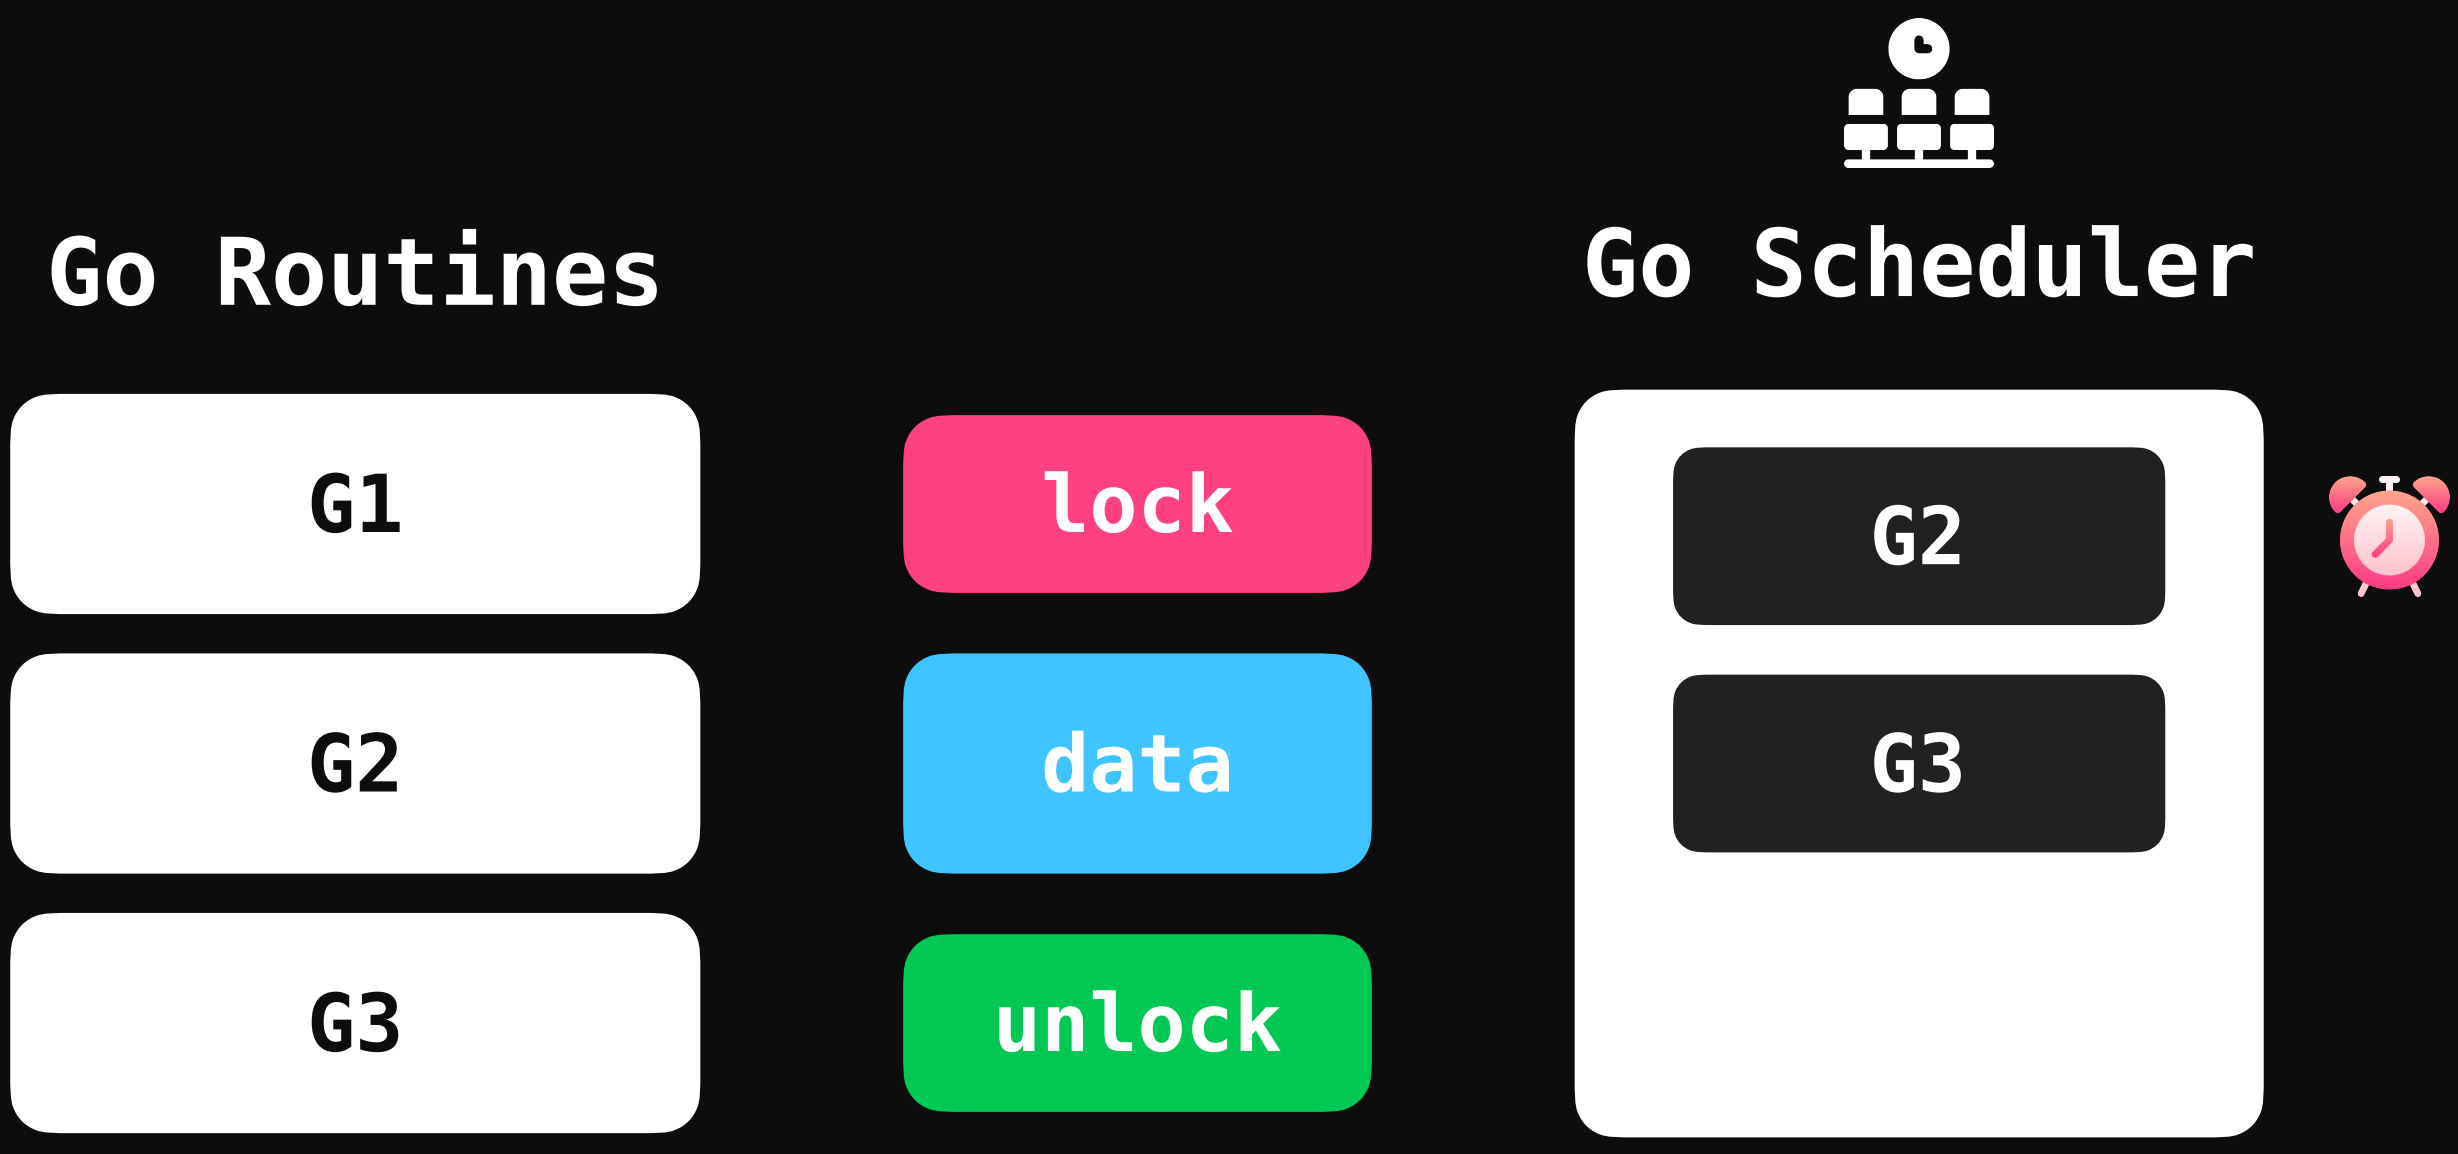 Go Routines
G1
G2
G3
lock
data
unlock
Go Scheduler
G2
G3